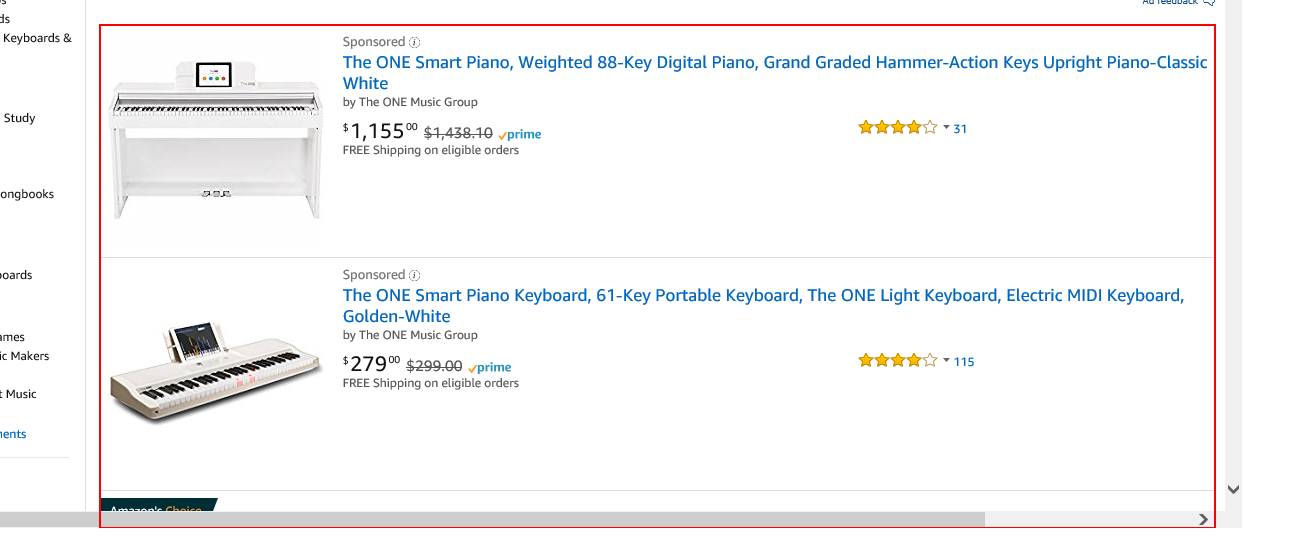 ds
Keyboards &
Study
ongbooks
oards
ames
ic Makers
t Music
ents
Ad feedback
Sponsored
The ONE Smart Piano, Weighted 88-Key Digital Piano, Grand Graded Hammer-Action Keys Upright Piano-Classic
White
by The ONE Music Group
$1,155 00 $1,438.10 prime
31
FREE Shipping on eligible orders
Sponsored
The ONE Smart Piano Keyboard, 61-Key Portable Keyboard, The ONE Light Keyboard, Electric MIDI Keyboard,
Golden-White
by The ONE Music Group
$279 00 $299.00 prime
115
FREE Shipping on eligible orders
Amazon's Choice